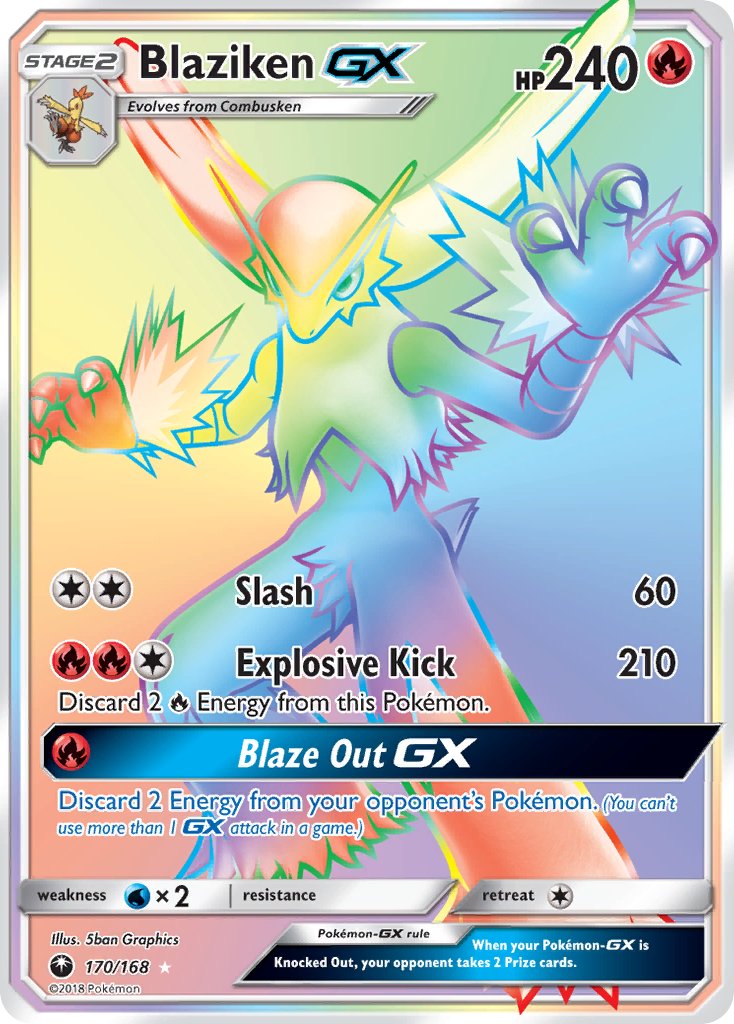 STAGE2 Blaziken GX HP240
Evolves from Combusken
Slash 60
Explosive Kick 210
Discard 2 Energy from this Pokémon.
Blaze Out GX
Discard 2 Energy from your opponent's Pokémon. (You can't
use more than 1 GX attack in a game.)
weakness ×2 resistance retreat
Illus. 5ban Graphics
170/168
©2018 Pokémon
Pokémon-GX rule
When your Pokémon-GX is
Knocked Out, your opponent takes 2 Prize cards.